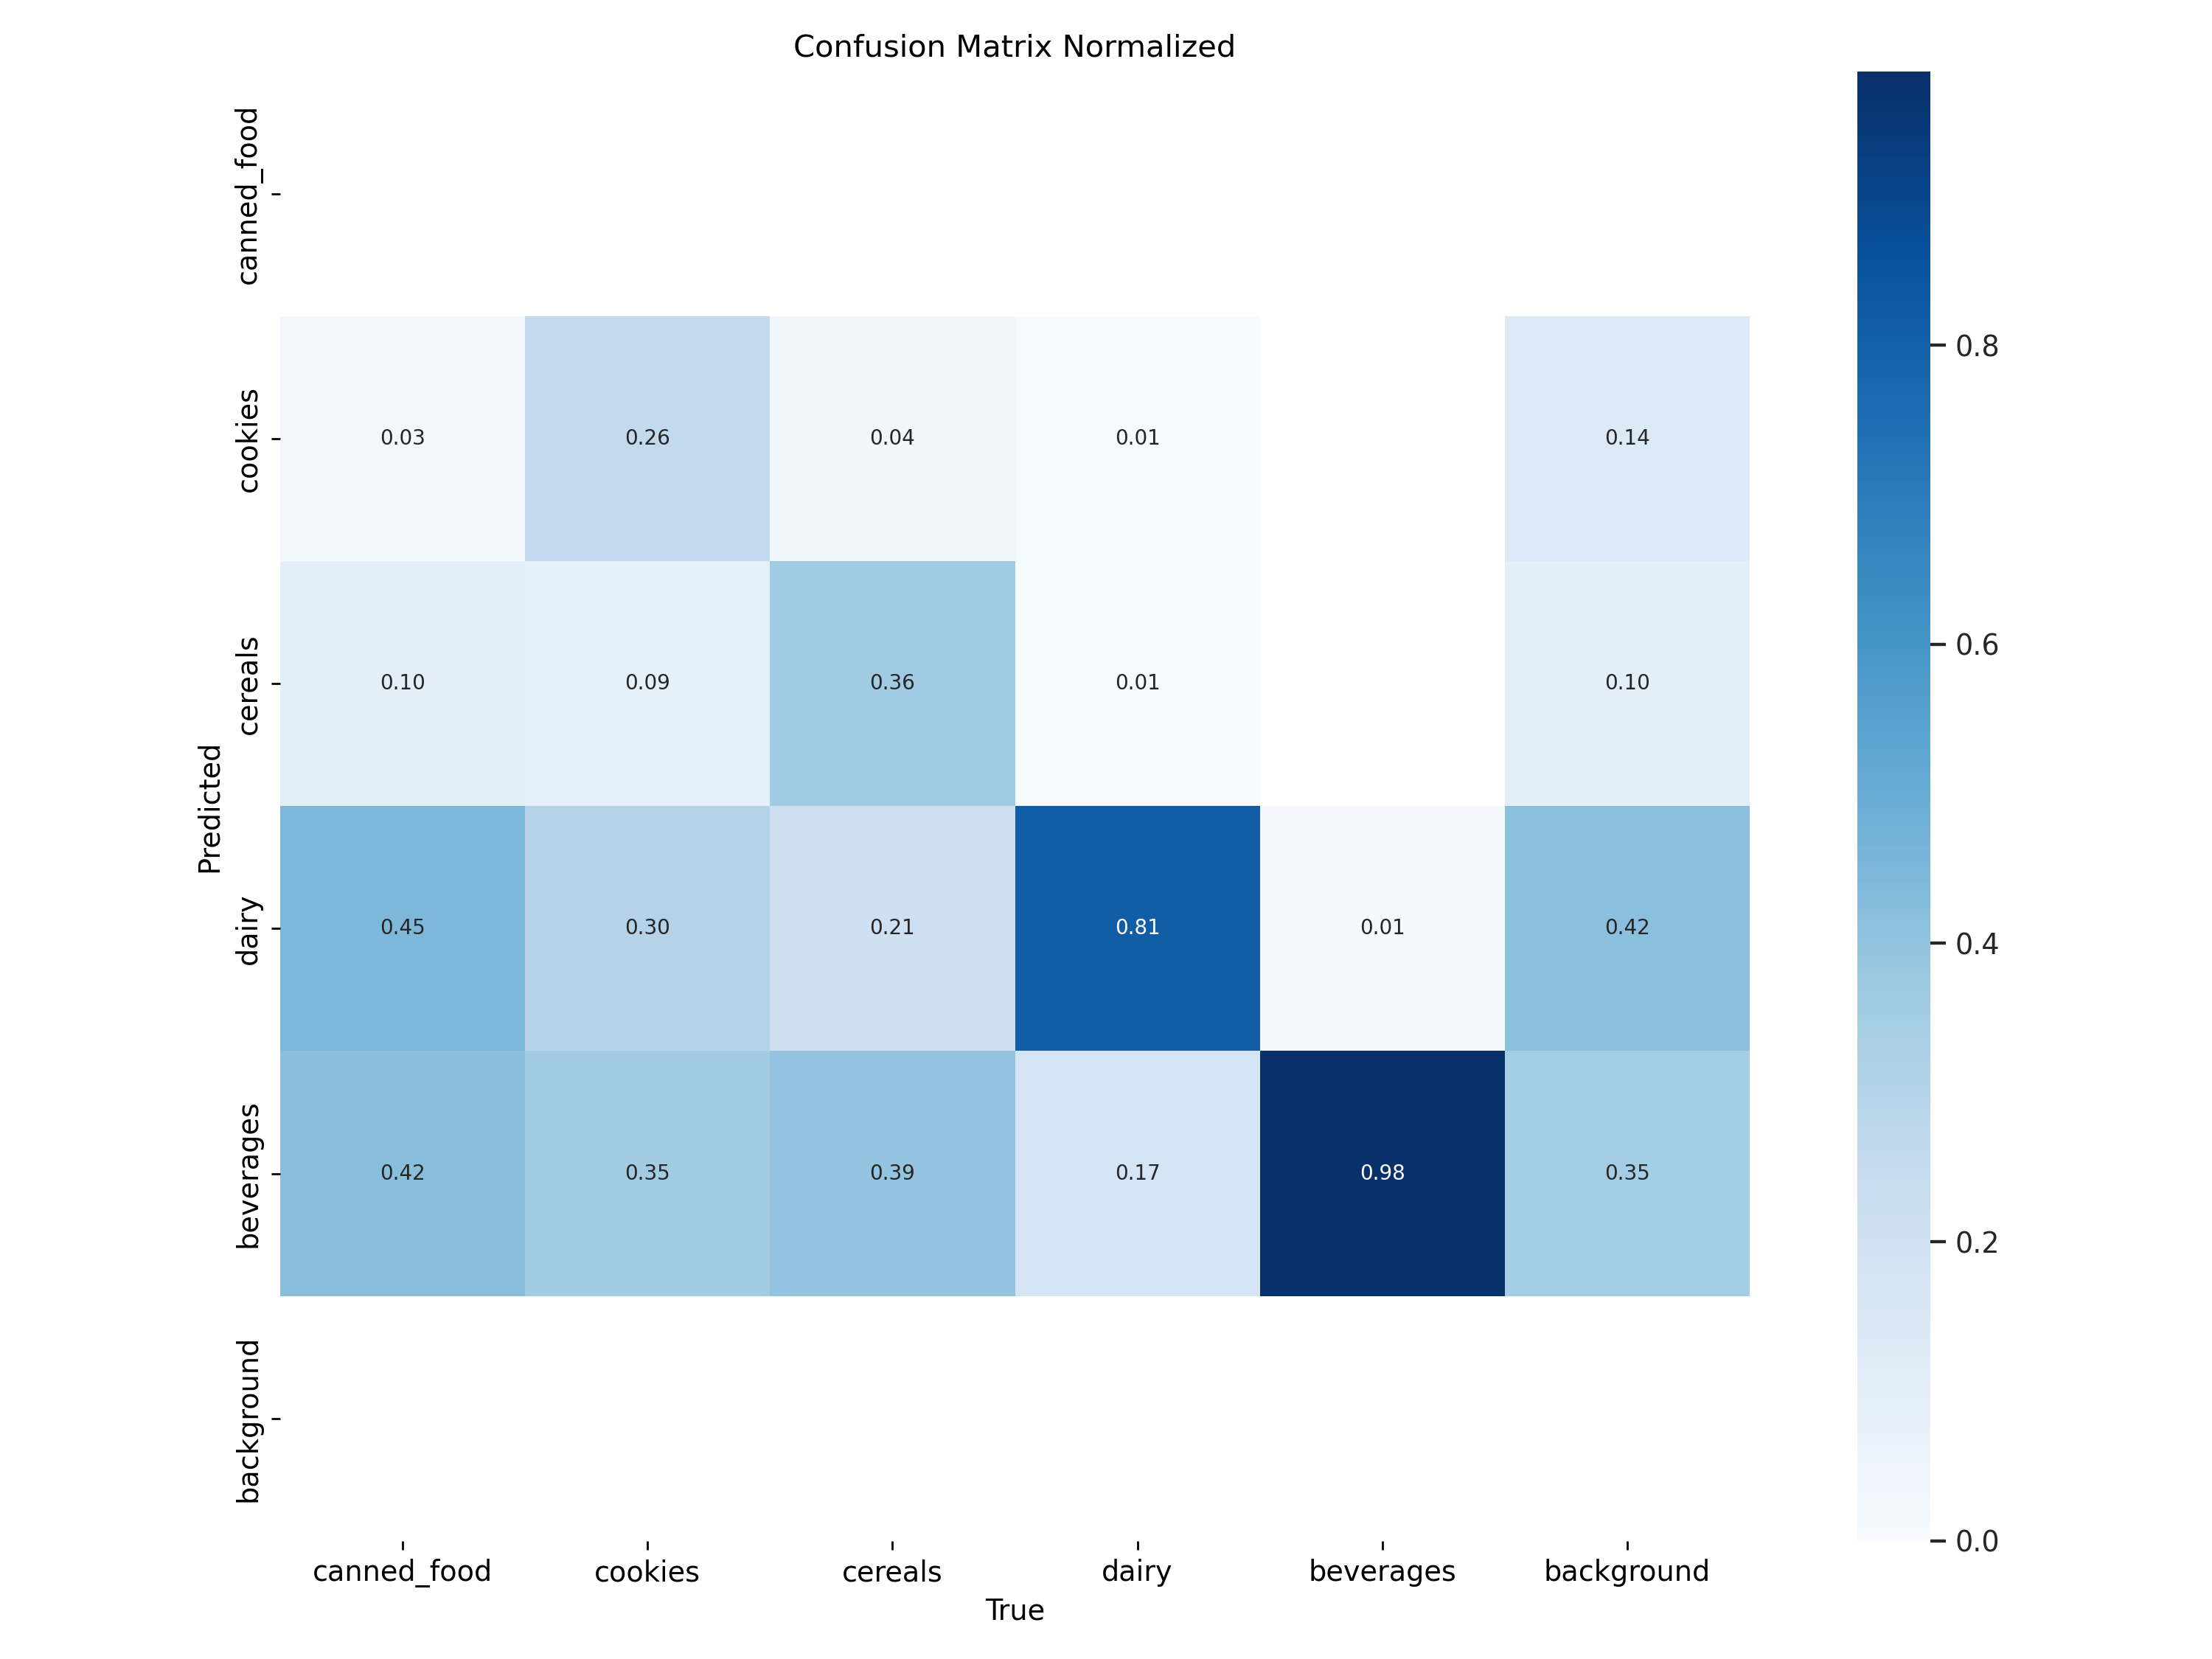 Confusion Matrix Normalized
canned_food
cookies
0.03 0.26 0.04 0.01 0.14
cereals
0.10 0.09 0.36 0.01 0.10
dairy
0.45 0.30 0.21 0.81 0.01 0.42
beverages
0.42 0.35 0.39 0.17 0.98 0.35
background
Predicted
canned_food cookies cereals dairy beverages background
True
0.8
0.6
0.4
0.2
0.0